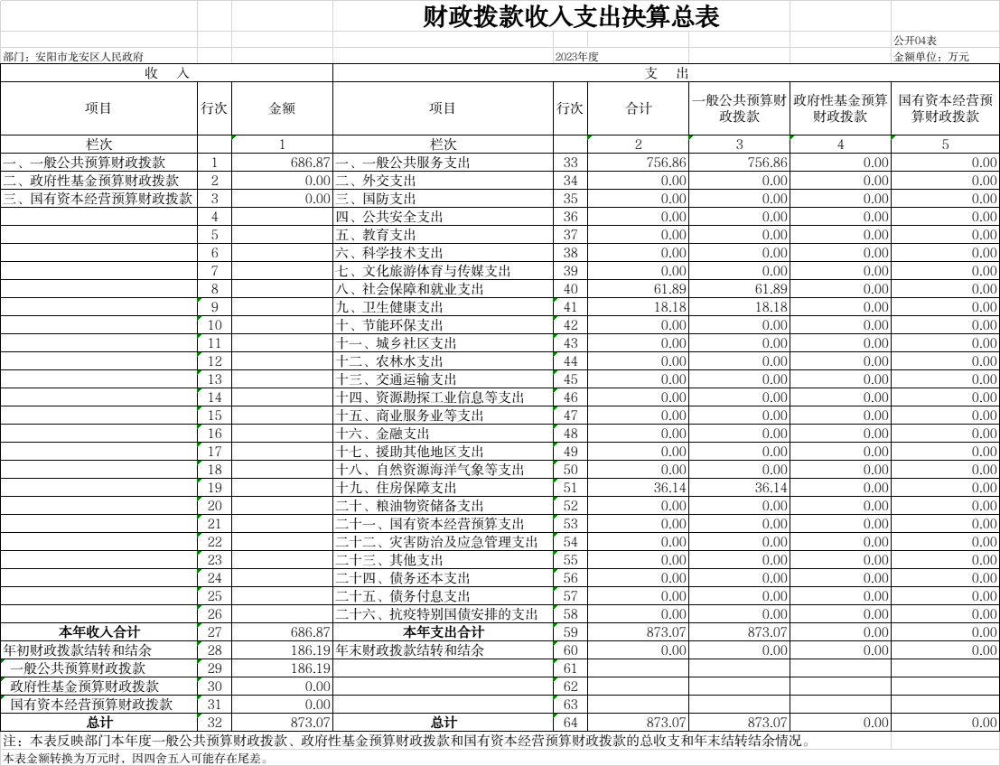 财政拨款收入支出决算总表
公开04表
部门：安阳市龙安区人民政府 2023年度 金额单位：万元
收 入 支 出
项目 行次 金额 项目 行次 合计 一般公共预算财政拨款 政府性基金预算财政拨款 国有资本经营预算财政拨款
栏次 1 栏次 2 3 4 5
一、一般公共预算财政拨款 1 686.87 一、一般公共服务支出 33 756.86 756.86 0.00 0.00
二、政府性基金预算财政拨款 2 0.00 二、外交支出 34 0.00 0.00 0.00 0.00
三、国有资本经营预算财政拨款 3 0.00 三、国防支出 35 0.00 0.00 0.00 0.00
4 四、公共安全支出 36 0.00 0.00 0.00 0.00
5 五、教育支出 37 0.00 0.00 0.00 0.00
6 六、科学技术支出 38 0.00 0.00 0.00 0.00
7 七、文化旅游体育与传媒支出 39 0.00 0.00 0.00 0.00
8 八、社会保障和就业支出 40 61.89 61.89 0.00 0.00
9 九、卫生健康支出 41 18.18 18.18 0.00 0.00
10 十、节能环保支出 42 0.00 0.00 0.00 0.00
11 十一、城乡社区支出 43 0.00 0.00 0.00 0.00
12 十二、农林水支出 44 0.00 0.00 0.00 0.00
13 十三、交通运输支出 45 0.00 0.00 0.00 0.00
14 十四、资源勘探工业信息等支出 46 0.00 0.00 0.00 0.00
15 十五、商业服务业等支出 47 0.00 0.00 0.00 0.00
16 十六、金融支出 48 0.00 0.00 0.00 0.00
17 十七、援助其他地区支出 49 0.00 0.00 0.00 0.00
18 十八、自然资源海洋气象等支出 50 0.00 0.00 0.00 0.00
19 十九、住房保障支出 51 36.14 36.14 0.00 0.00
20 二十、粮油物资储备支出 52 0.00 0.00 0.00 0.00
21 二十一、国有资本经营预算支出 53 0.00 0.00 0.00 0.00
22 二十二、灾害防治及应急管理支出 54 0.00 0.00 0.00 0.00
23 二十三、其他支出 55 0.00 0.00 0.00 0.00
24 二十四、债务还本支出 56 0.00 0.00 0.00 0.00
25 二十五、债务付息支出 57 0.00 0.00 0.00 0.00
26 二十六、抗疫特别国债安排的支出 58 0.00 0.00 0.00 0.00
本年收入合计 27 686.87 本年支出合计 59 873.07 873.07 0.00 0.00
年初财政拨款结转和结余 28 186.19 年末财政拨款结转和结余 60 0.00 0.00 0.00 0.00
一般公共预算财政拨款 29 186.19 61
政府性基金预算财政拨款 30 0.00 62
国有资本经营预算财政拨款 31 0.00 63
总计 32 873.07 总计 64 873.07 873.07 0.00 0.00
注：本表反映部门本年度一般公共预算财政拨款、政府性基金预算财政拨款和国有资本经营预算财政拨款的总收支和年末结转结余情况。
本表金额转换为万元时，因四舍五入可能存在尾差。